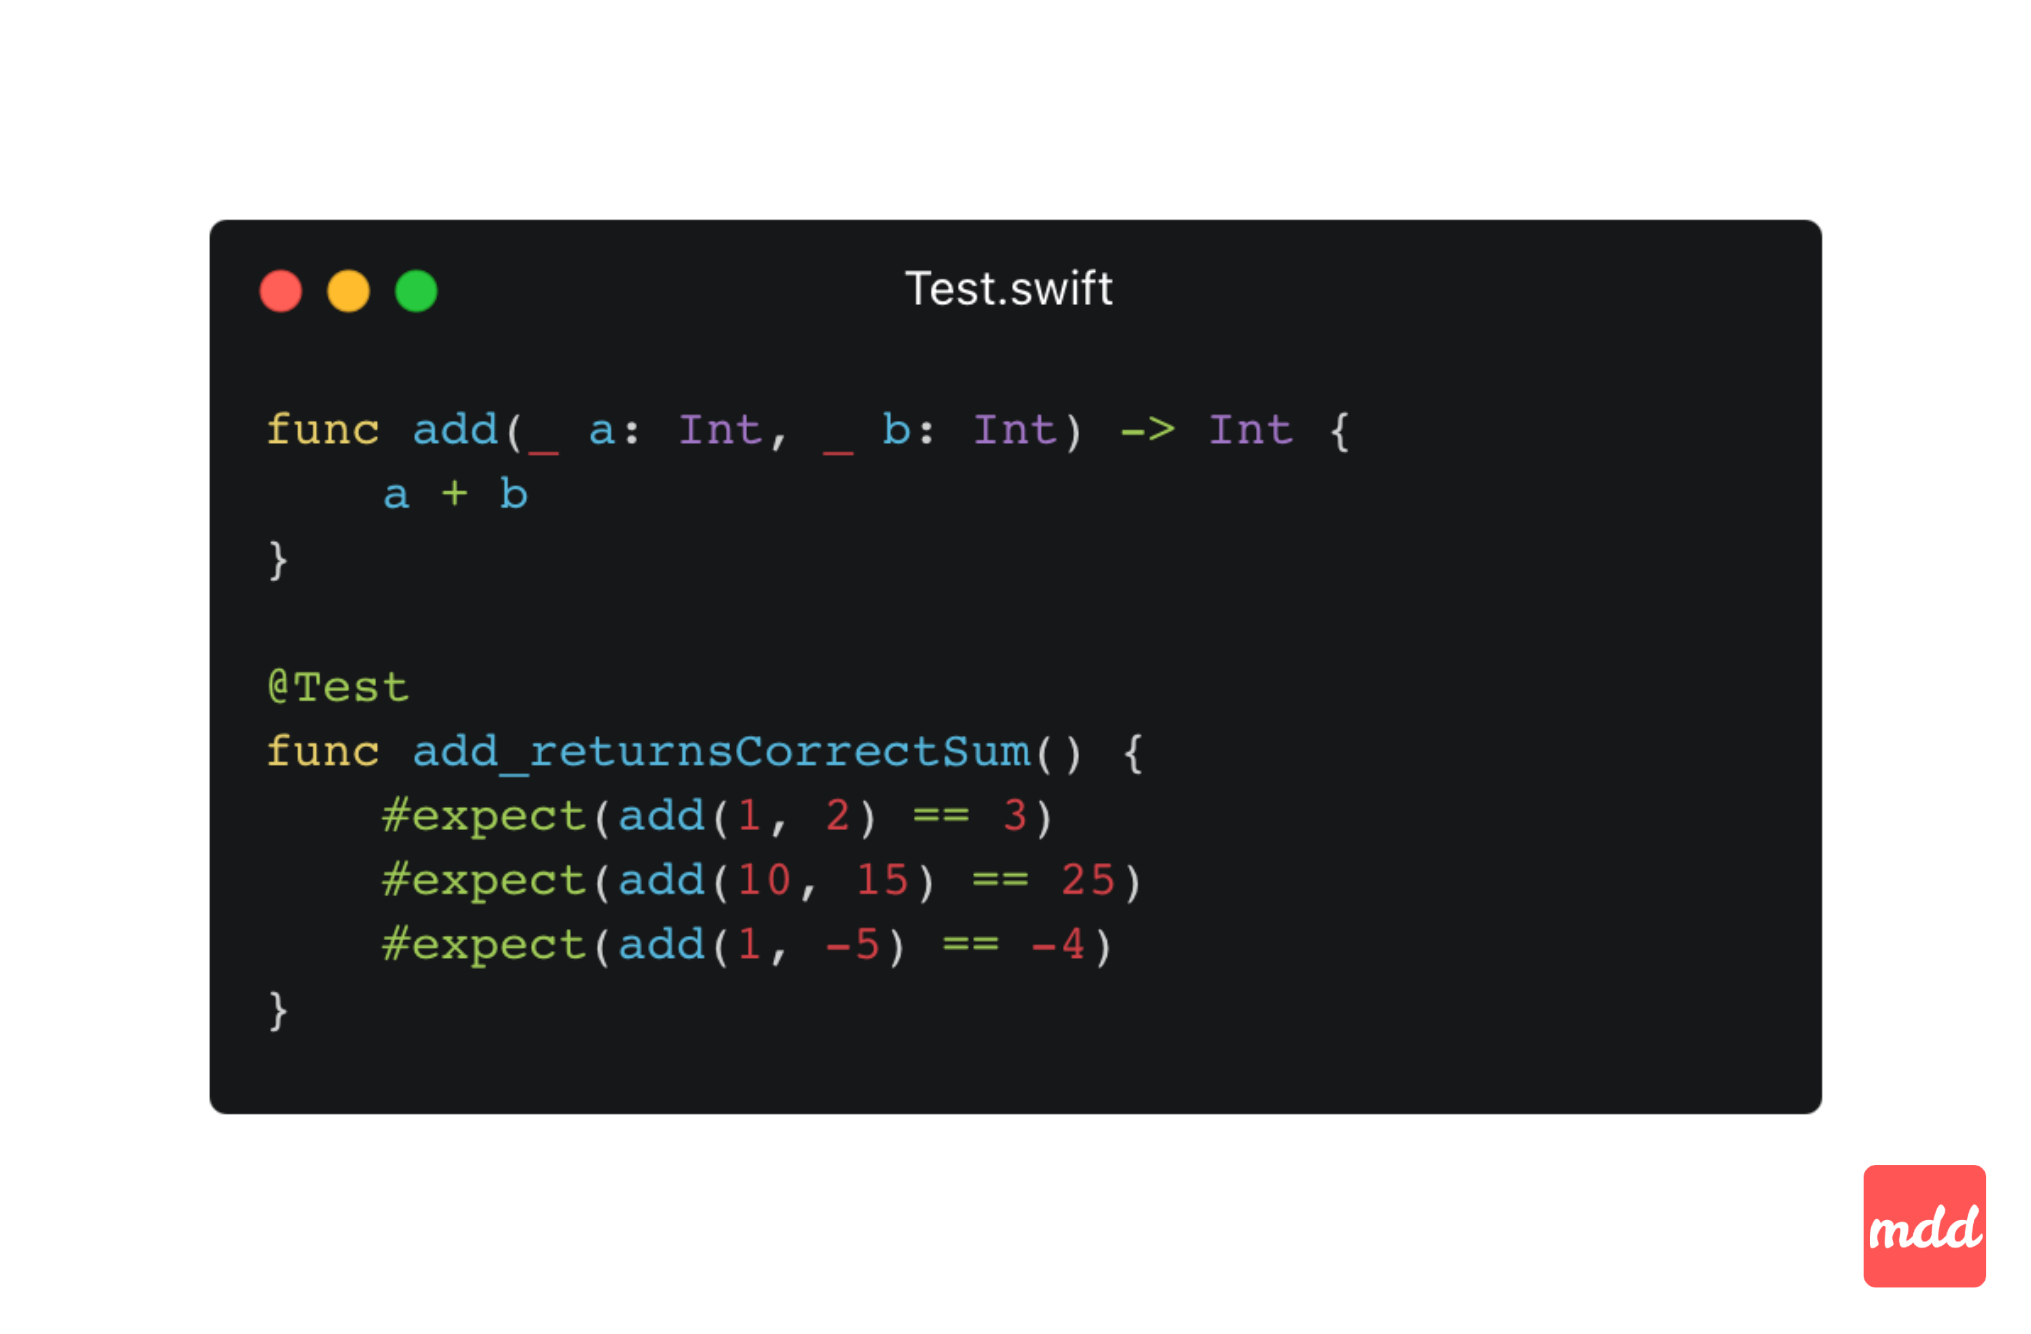 Test.swift
func add(_ a: Int, _ b: Int) -> Int {
    a + b
}
@Test
func add_returnsCorrectSum() {
    #expect(add(1, 2) == 3)
    #expect(add(10, 15) == 25)
    #expect(add(1, -5) == -4)
}
mdd